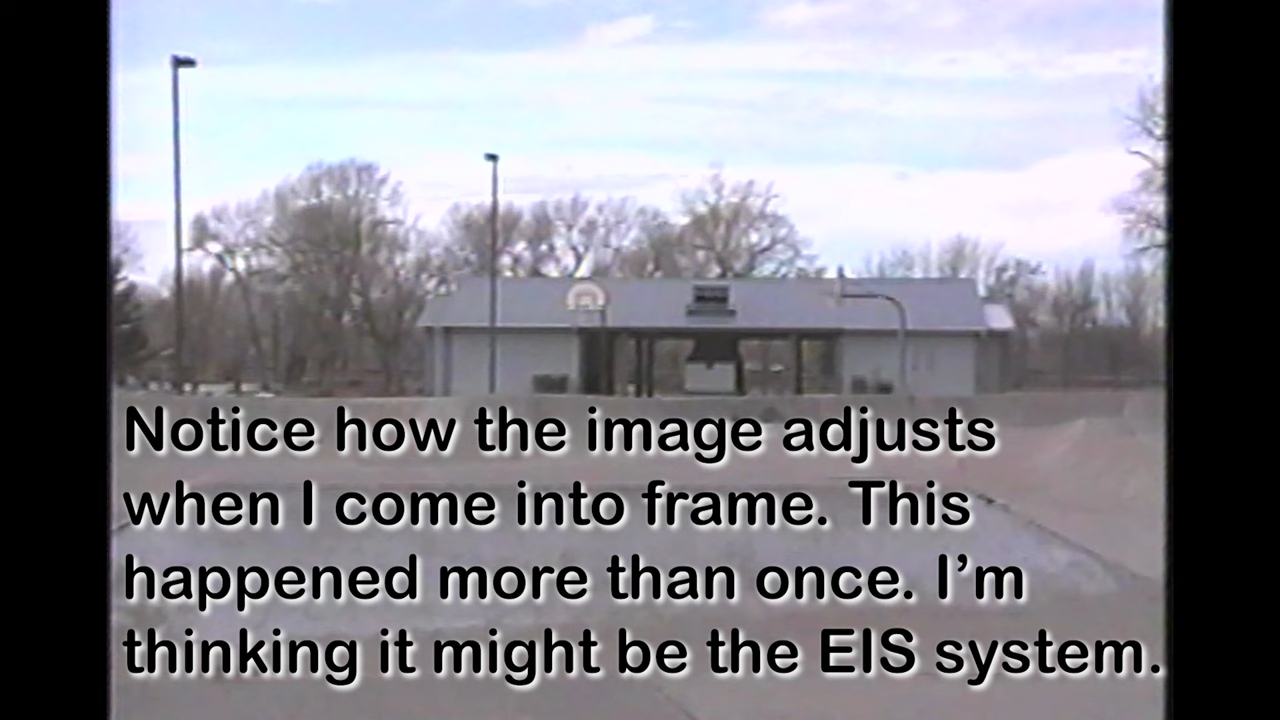 Notice how the image adjusts
when I come into frame. This
happened more than once. I’m
thinking it might be the EIS system.